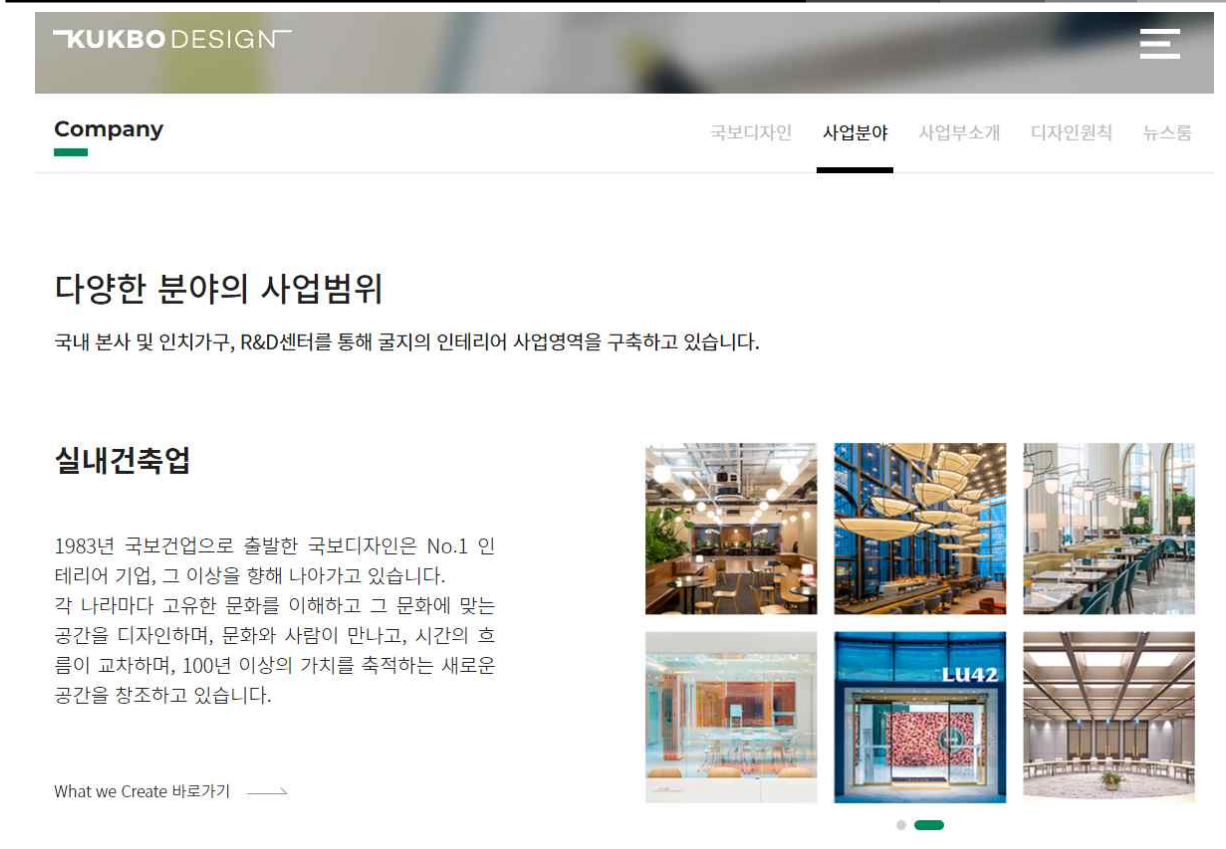 KUKBO DESIGN
Company
국보디자인 사업분야 사업부소개 디자인원칙 뉴스룸
다양한 분야의 사업범위
국내 본사 및 인치가구, R&D센터를 통해 굴지의 인테리어 사업영역을 구축하고 있습니다.
실내건축업
1983년 국보건업으로 출발한 국보디자인은 No.1 인
테리어 기업, 그 이상을 향해 나아가고 있습니다.
각 나라마다 고유한 문화를 이해하고 그 문화에 맞는
공간을 디자인하며, 문화와 사람이 만나고, 시간의 흐
름이 교차하며, 100년 이상의 가치를 축적하는 새로운
공간을 창조하고 있습니다.
What we Create 바로가기
LU42